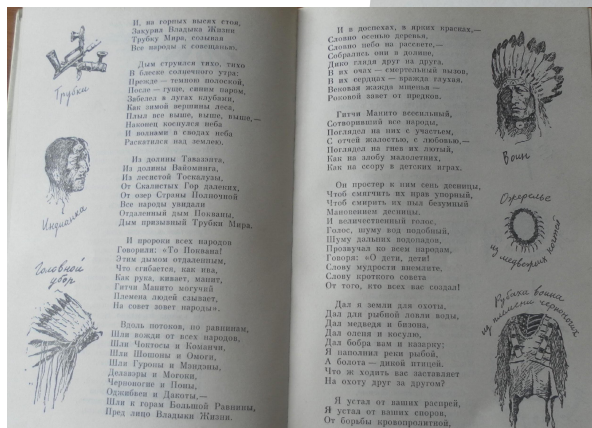 И, на горных высях стоя,
Закурил Владыка Жизни
Трубку Мира, созывая
Все народы к совещанью.
Дым струился тихо, тихо
В блеске солнечного утра:
Прежде — темною полоской,
После — гуще, синим паром,
Забелел в лугах клубами,
Как зимой вершины леса,
Плыл все выше, выше, выше,—
Наконец коснулся неба
И волнами в сводах неба
Раскатился над землею.
Из долины Тавазэнта,
Из долины Вайоминга,
Из лесистой Тоскалузы,
От Скалистых Гор далеких,
От озер Страны Полночной
Все народы увидали
Отдаленный дым Покваны,
Дым призывный Трубки Мира.
И пророки всех народов
Говорили: «То Поквана!
Этим дымом отдаленным,
Что сгибается, как ива,
Как рука, кивает, манит,
Гитчи Манито могучий
Племена людей сзывает,
На совет зовет народы».
Вдоль потоков, по равнинам,
Шли вожди от всех народов,
Шли Чоктосы и Команчи,
Шли Шошоны и Омоги,
Шли Гуроны и Мэндэны,
Делавэры и Могоки,
Черноногие и Поны,
Оджибвеи и Дакоты,—
Шли к горам Большой Равнины,
Пред лицо Владыки Жизни.
Трубки
Индианка
Головной
убор
И в доспехах, в ярких красках,—
Словно осенью деревья,
Словно небо на рассвете,—
Собрались они в долине,
Дико глядя друг на друга.
В их очах — смертельный вызов,
В их сердцах — вражда глухая,
Вековая жажда мщенья —
Роковой завет от предков.
Гитчи Манито всесильный,
Сотворивший все народы,
Поглядел на них с участьем,
С отчей жалостью, с любовью,—
Поглядел на гнев их лютый,
Как на злобу малолетних,
Как на ссору в детских играх.
Он простер к ним сень десницы,
Чтоб смягчить их нрав упорный,
Чтоб смирить их пыл безумный
Мановением десницы.
И величественный голос,
Голос, шуму вод подобный,
Шуму дальних водопадов,
Прозвучал ко всем народам,
Говоря: «О дети, дети!
Слову мудрости внемлите,
Слову кроткого совета
От того, кто всех вас создал!
Дал я земли для охоты,
Дал для рыбной ловли воды,
Дал медведя и бизона,
Дал оленя и косулю,
Дал бобра вам и казарку;
Я наполнил реки рыбой,
А болота — дикой птицей.
Что ж ходить вас заставляет
На охоту друг за другом?
Я устал от ваших распрей,
Я устал от ваших споров,
От борьбы кровопролитной,
Воин
Ожерелье
из медвежьих когтей
Рубаха воина
из племени черноногих